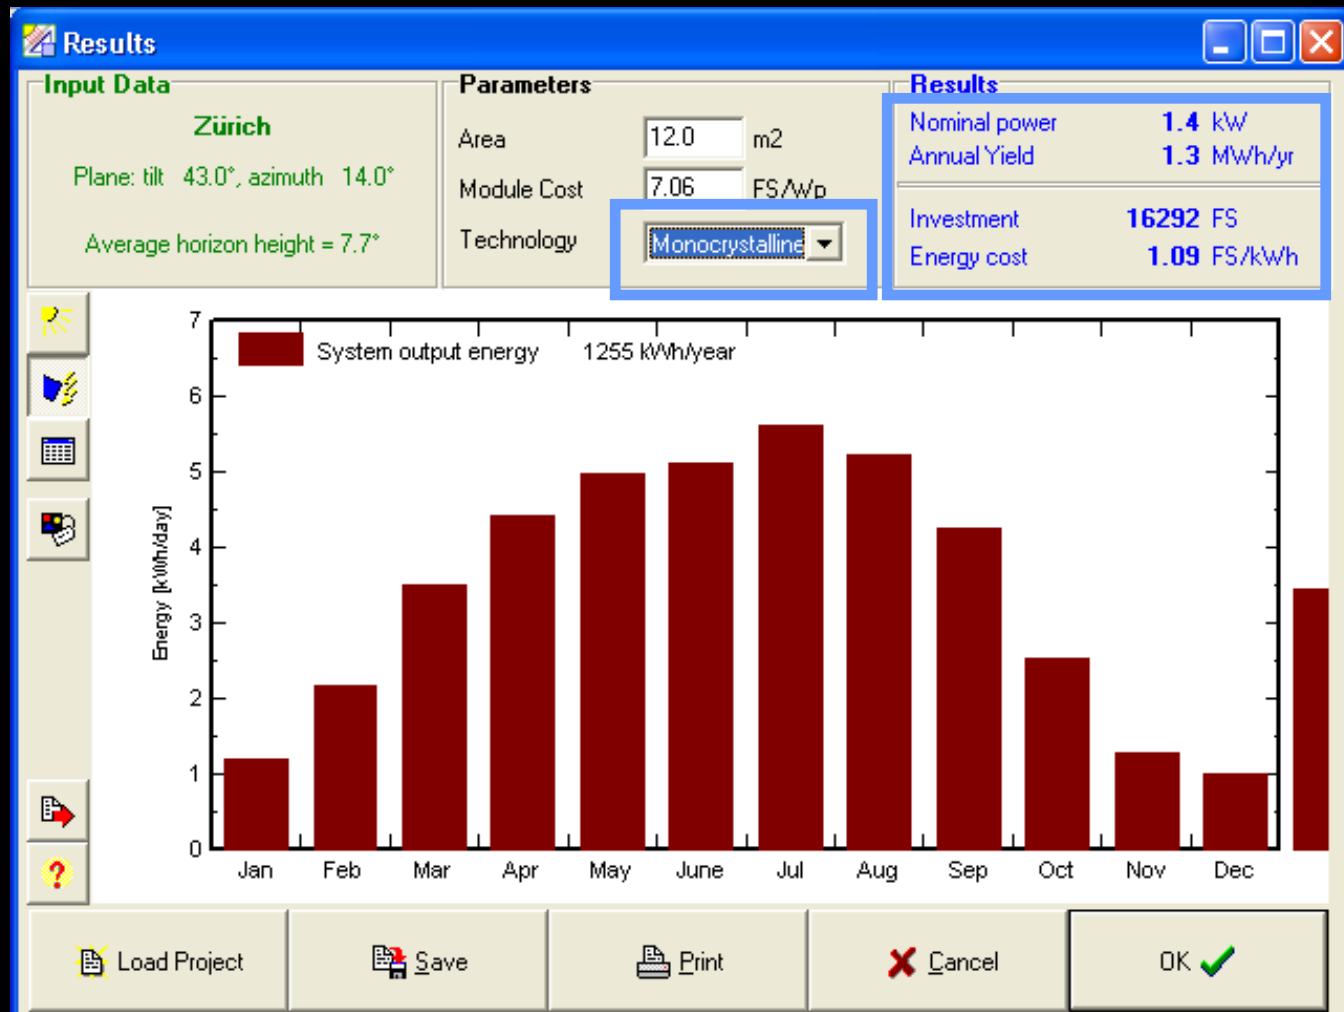 Results
Input Data
Zürich
Plane: tilt 43.0°, azimuth 14.0°
Average horizon height = 7.7°
Parameters
Area 12.0 m2
Module Cost 7.06 FS/Wp
Technology Monocrystalline
Results
Nominal power 1.4 kW
Annual Yield 1.3 MWh/yr
Investment 16292 FS
Energy cost 1.09 FS/kWh
System output energy 1255 kWh/year
Energy [kWh/day]
7
6
5
4
3
2
1
0
Jan Feb Mar Apr May June Jul Aug Sep Oct Nov Dec
?
Load Project Save Print Cancel OK